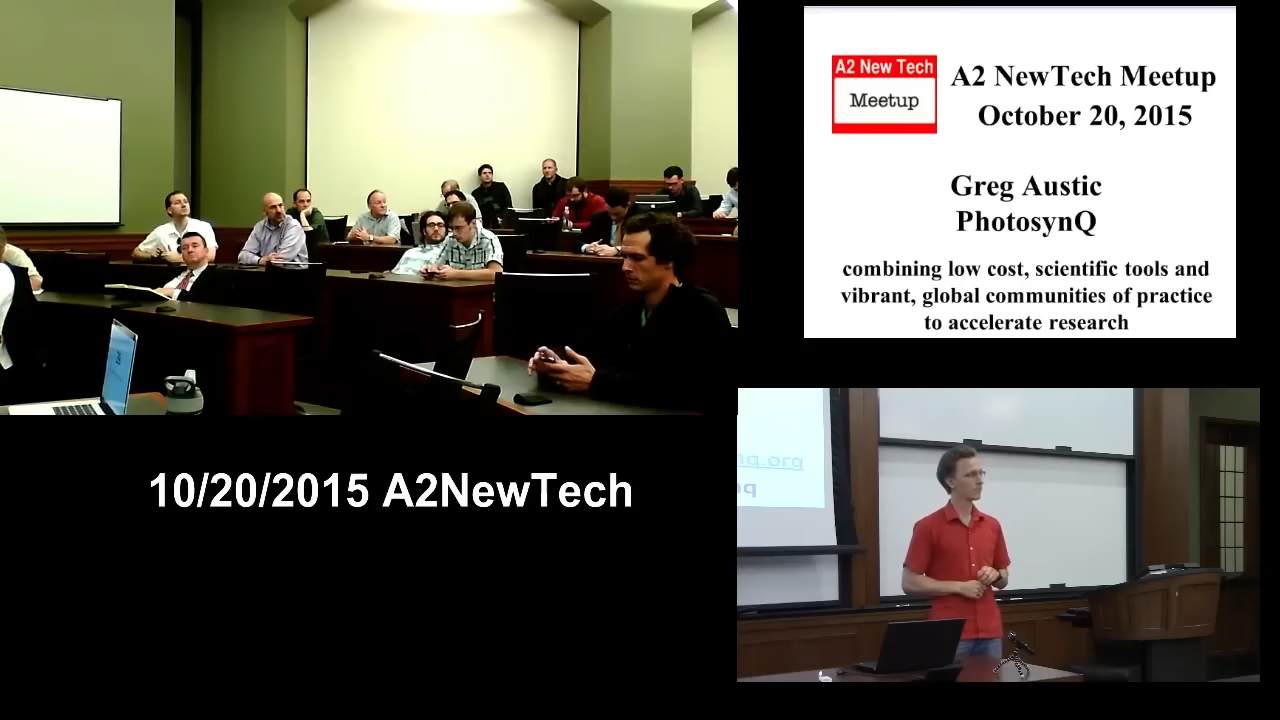 A2 New Tech
Meetup
A2 NewTech Meetup
October 20, 2015
Greg Austic
PhotosynQ
combining low cost, scientific tools and
vibrant, global communities of practice
to accelerate research
10/20/2015 A2NewTech